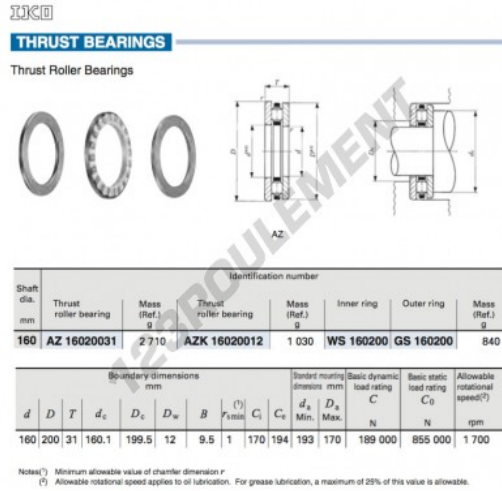 IKO
THRUST BEARINGS
Thrust Roller Bearings
T
r
r
D
d
AZ
Identification number
Shaft dia. mm | Thrust roller bearing | Mass (Ref.) g | Thrust roller bearing | Mass (Ref.) g | Inner ring | Outer ring | Mass (Ref.) g
160 | AZ 16020031 | 2 710 | AZK 16020012 | 1 030 | WS 160200 | GS 160200 | 840
Boundary dimensions mm | Standard mounting dimensions mm | Basic dynamic load rating C N | Basic static load rating C0 N | Allowable rotational speed(2) rpm
d | D | T | dc | Dc | Dw | B | rs min (1) | Ci | Ce | da Min. | Da Max.
160 | 200 | 31 | 160.1 | 199.5 | 12 | 9.5 | 1 | 170 | 194 | 193 | 170 | 189 000 | 855 000 | 1 700
Notes(1) Minimum allowable value of chamfer dimension r
(2) Allowable rotational speed applies to oil lubrication. For grease lubrication, a maximum of 25% of this value is allowable.
123ROULEMENT